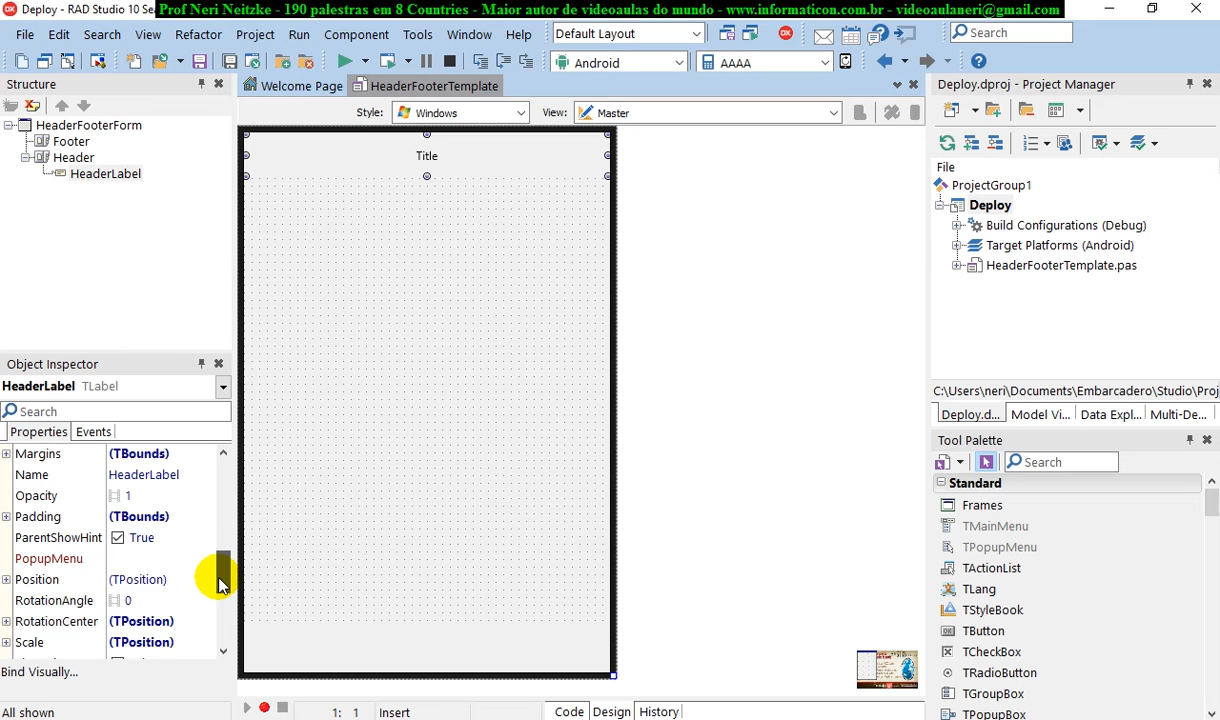 Deploy - RAD Studio 10 Se
Prof Neri Neitzke - 190 palestras em 8 Countries - Maior autor de videoaulas do mundo - www.informaticon.com.br - videoaulaneri@gmail.com
File Edit Search View Refactor Project Run Component Tools Window Help
Default Layout
Search
Android
AAAA
Structure
Welcome Page
HeaderFooterTemplate
Deploy.dproj - Project Manager
Style: Windows
View: Master
HeaderFooterForm
Footer
Header
HeaderLabel
Title
File
ProjectGroup1
Deploy
Build Configurations (Debug)
Target Platforms (Android)
HeaderFooterTemplate.pas
Object Inspector
HeaderLabel TLabel
Search
Properties Events
Margins (TBounds)
Name HeaderLabel
Opacity 1
Padding (TBounds)
ParentShowHint True
PopupMenu
Position (TPosition)
RotationAngle 0
RotationCenter (TPosition)
Scale (TPosition)
Bind Visually...
All shown
1: 1 Insert
Code Design History
C:\Users\neri\Documents\Embarcadero\Studio\Proj
Deploy.d... Model Vi... Data Expl... Multi-De...
Tool Palette
Search
Standard
Frames
TMainMenu
TPopupMenu
TActionList
TLang
TStyleBook
TButton
TCheckBox
TRadioButton
TGroupBox
TPopupBox